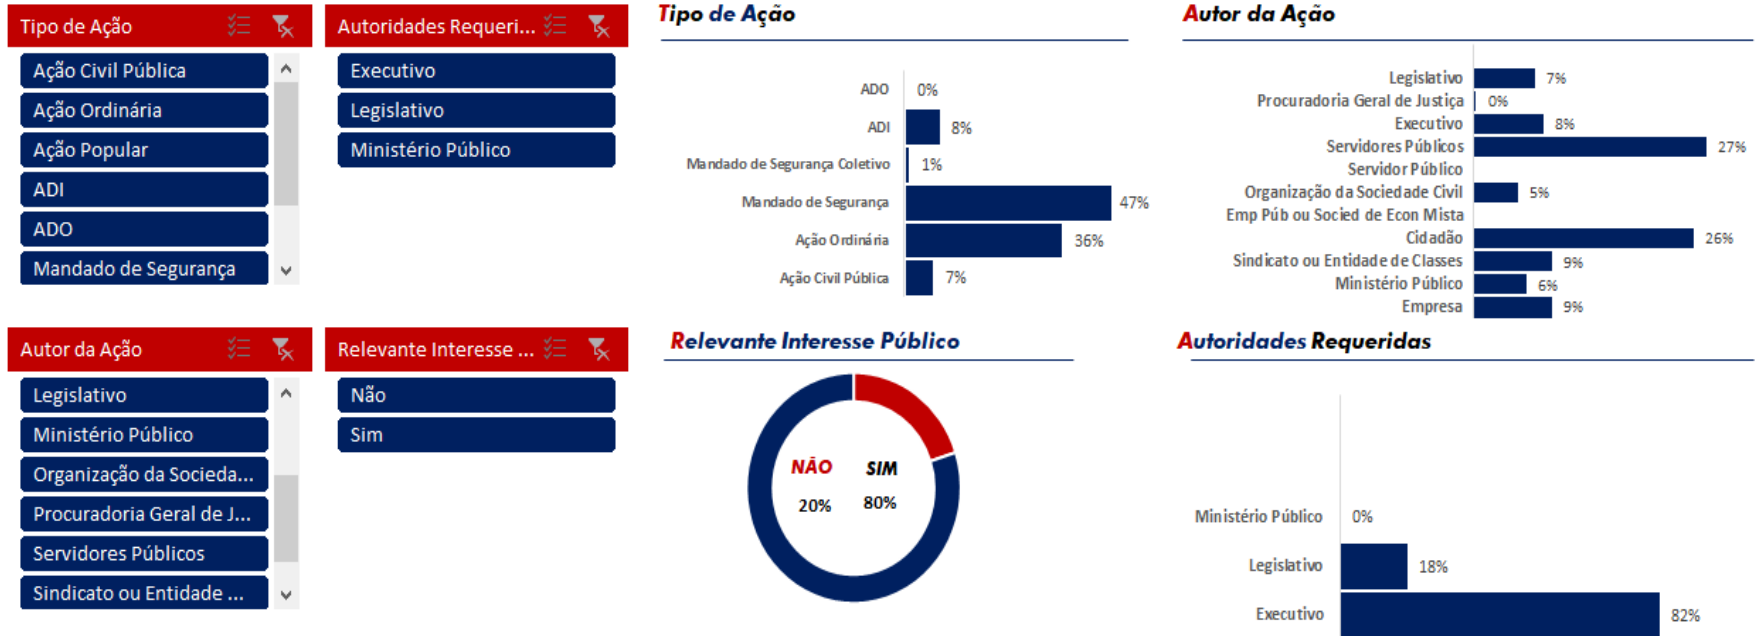 Tipo de Ação
Ação Civil Pública
Ação Ordinária
Ação Popular
ADI
ADO
Mandado de Segurança
Autoridades Requeri...
Executivo
Legislativo
Ministério Público
Tipo de Ação
ADO 0%
ADI 8%
Mandado de Segurança Coletivo 1%
Mandado de Segurança 47%
Ação Ordinária 36%
Ação Civil Pública 7%
Autor da Ação
Legislativo 7%
Procuradoria Geral de Justiça 0%
Executivo 8%
Servidores Públicos 27%
Servidor Público
Organização da Sociedade Civil 5%
Emp Púb ou Socied de Econ Mista
Cidadão 26%
Sindicato ou Entidade de Classes 9%
Ministério Público 6%
Empresa 9%
Autor da Ação
Legislativo
Ministério Público
Organização da Socieda...
Procuradoria Geral de J...
Servidores Públicos
Sindicato ou Entidade ...
Relevante Interesse ...
Não
Sim
Relevante Interesse Público
NÃO SIM
20% 80%
Autoridades Requeridas
Ministério Público 0%
Legislativo 18%
Executivo 82%